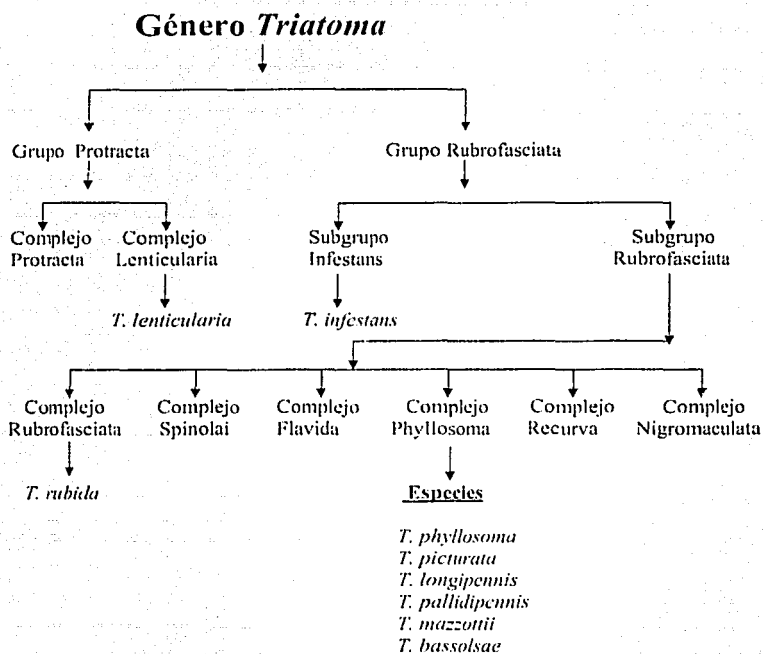 Género Triatoma
Grupo Protracta
Grupo Rubrofasciata
Complejo
Protracta
Complejo
Lenticularia
Subgrupo
Infestans
Subgrupo
Rubrofasciata
T. lenticularia
T. infestans
Complejo
Rubrofasciata
Complejo
Spinolai
Complejo
Flavida
Complejo
Phyllosoma
Complejo
Recurva
Complejo
Nigromaculata
T. rubida
Especies
T. phyllosoma
T. picturata
T. longipennis
T. pallidipennis
T. mazzottii
T. bassolsae